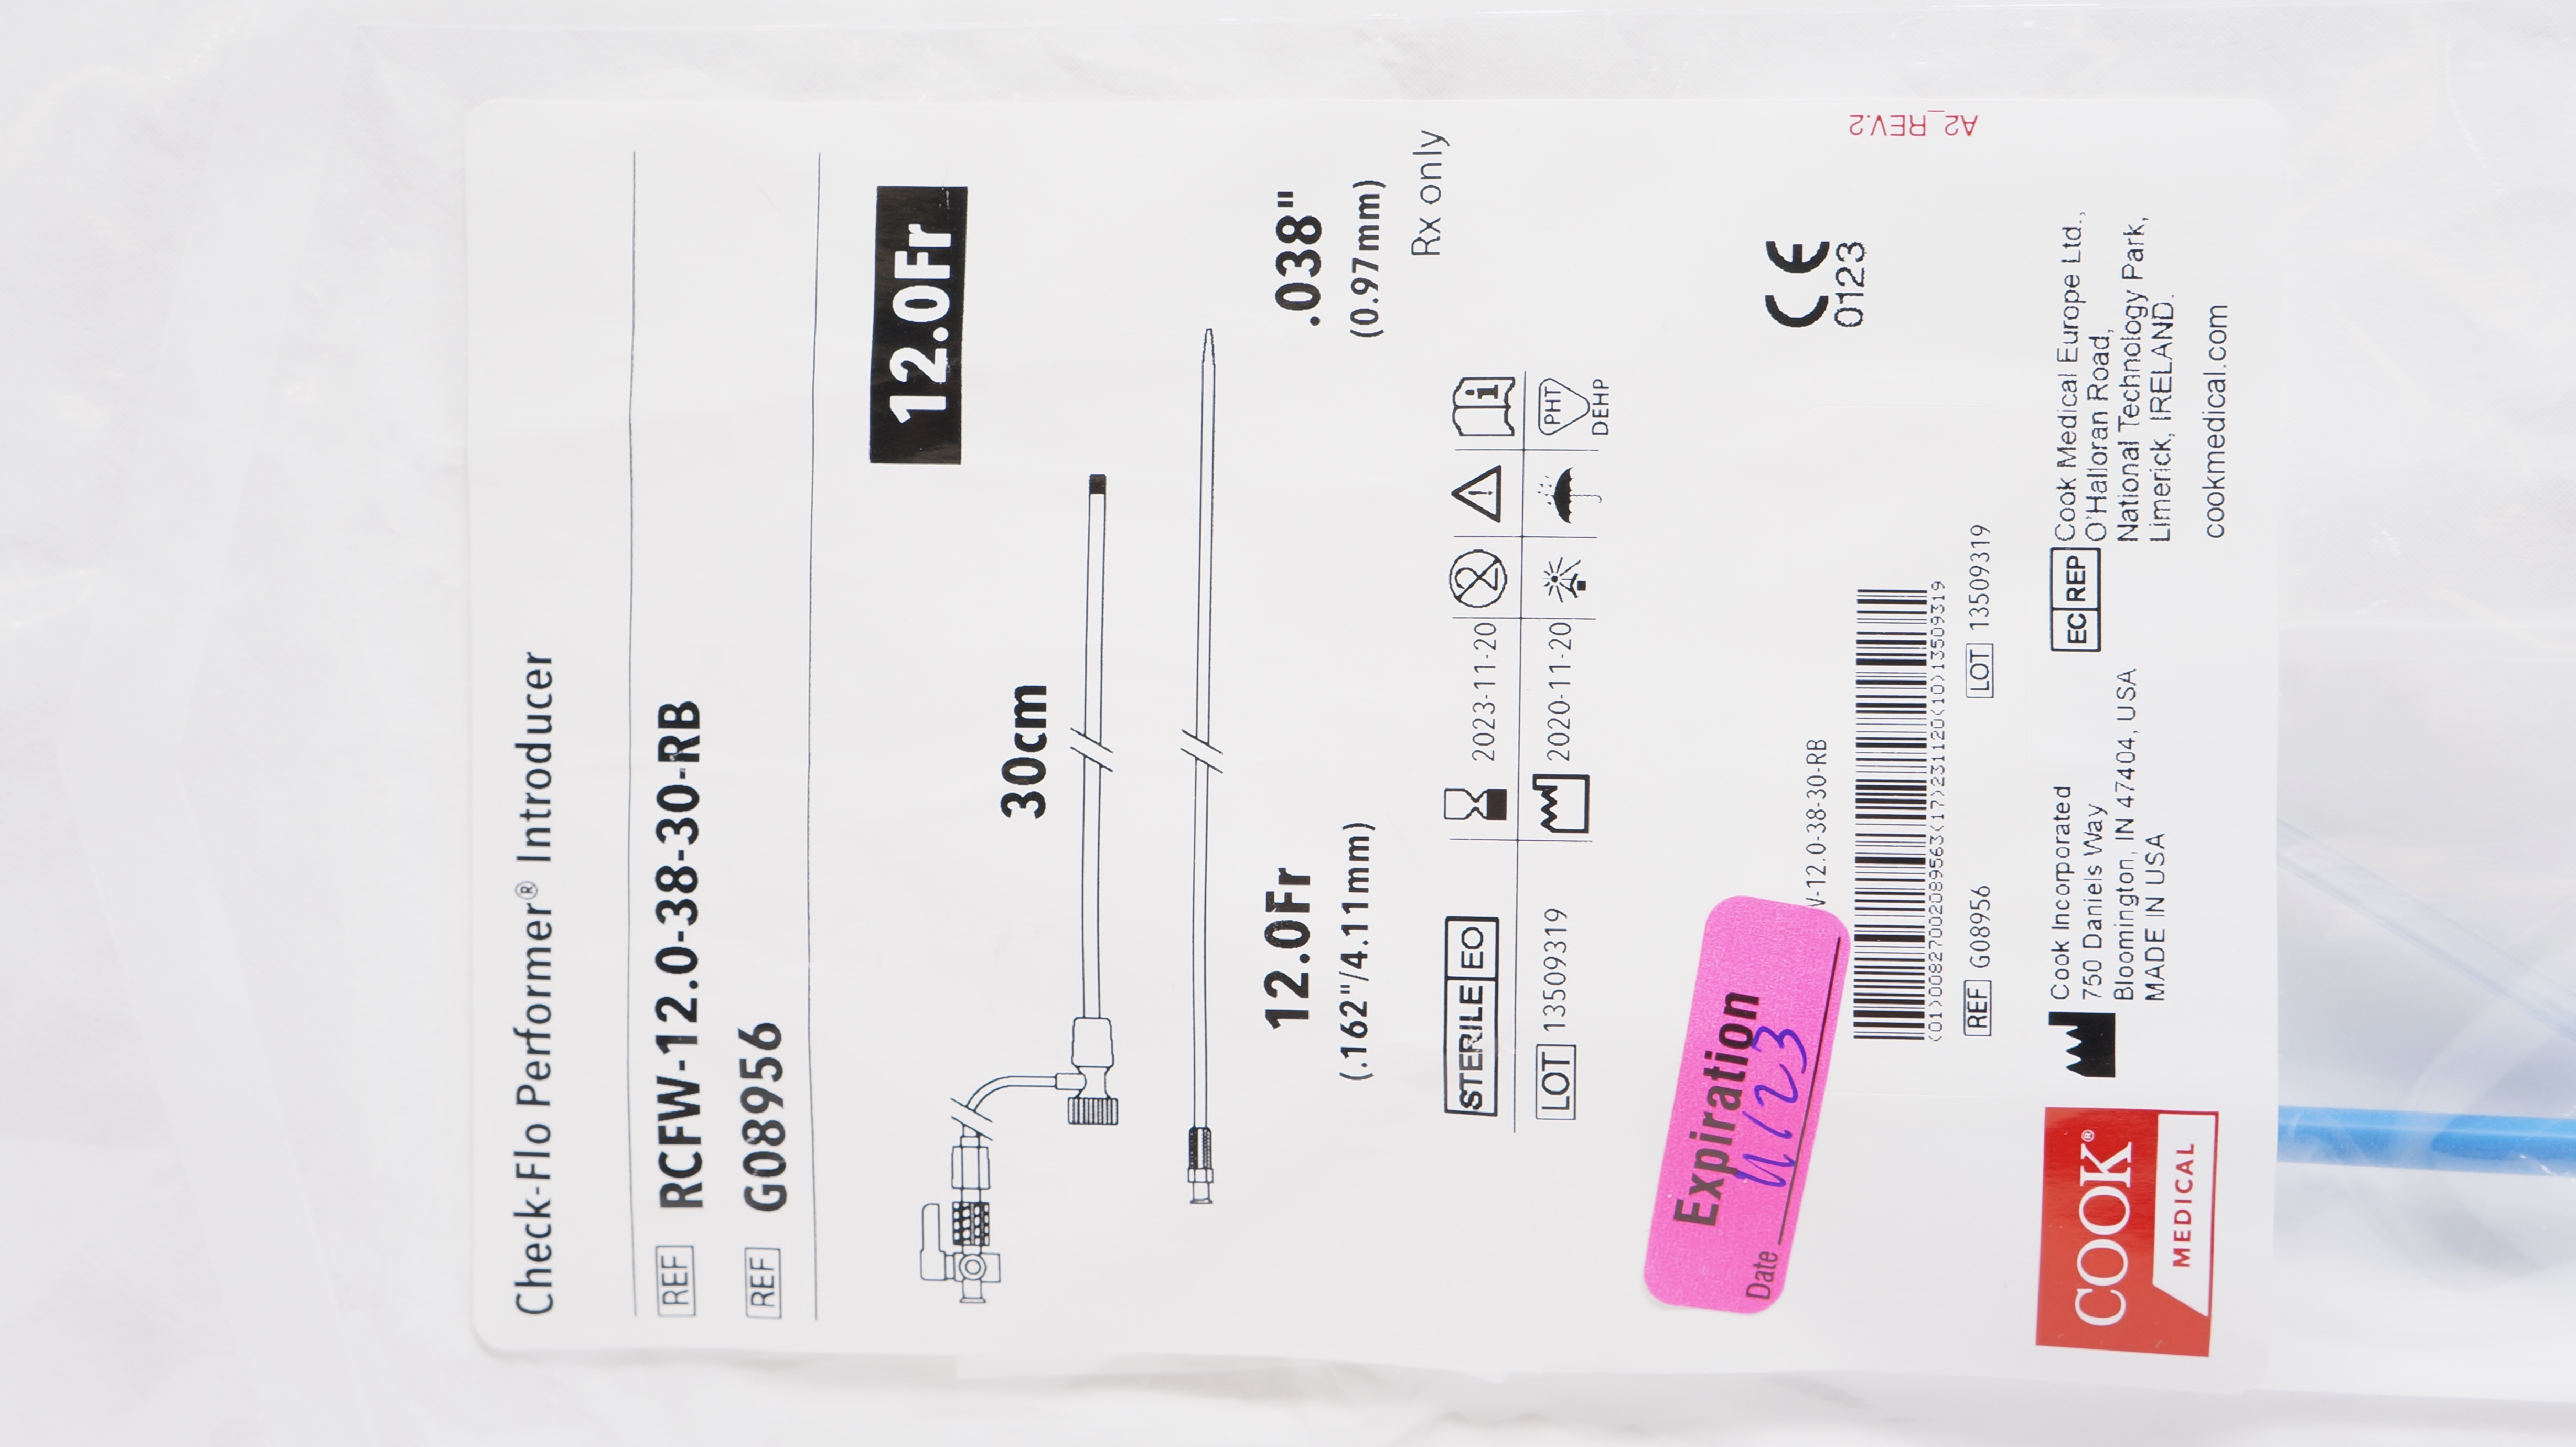 Check-Flo Performer® Introducer
REF RCFW-12.0-38-30-RB
REF G08956
12.0Fr
30cm
12.0Fr
(.162"/4.11mm)
.038"
(0.97mm)
Rx only
STERILE EO
2023-11-20
LOT 13509319
2020-11-20
PHT
DEHP
Expiration
Date 11/23
V-12.0-38-30-RB
(01)00827002089563(17)231120(10)13509319
REF G08956
LOT 13509319
CE
0123
A2_REV.2
COOK®
MEDICAL
Cook Incorporated
750 Daniels Way
Bloomington, IN 47404, USA
MADE IN USA
EC REP
Cook Medical Europe Ltd.,
O'Halloran Road,
National Technology Park,
Limerick, IRELAND.
cookmedical.com